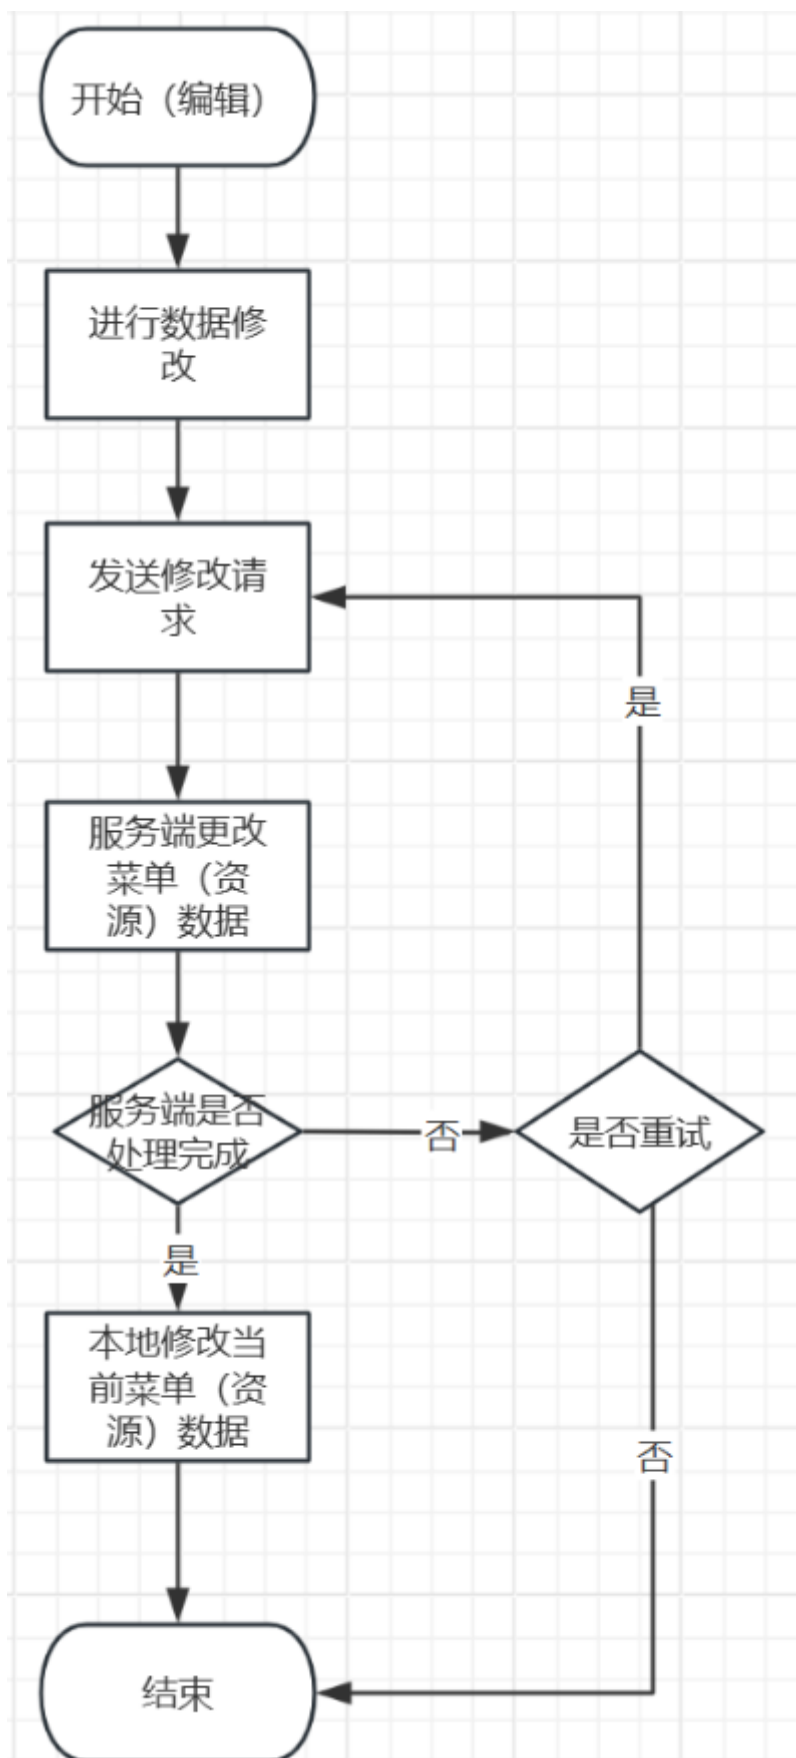 开始（编辑）
进行数据修
改
发送修改请
求
是
服务端更改
菜单（资
源）数据
服务端是否
处理完成
否
是否重试
是
本地修改当
前菜单（资
源）数据
否
结束